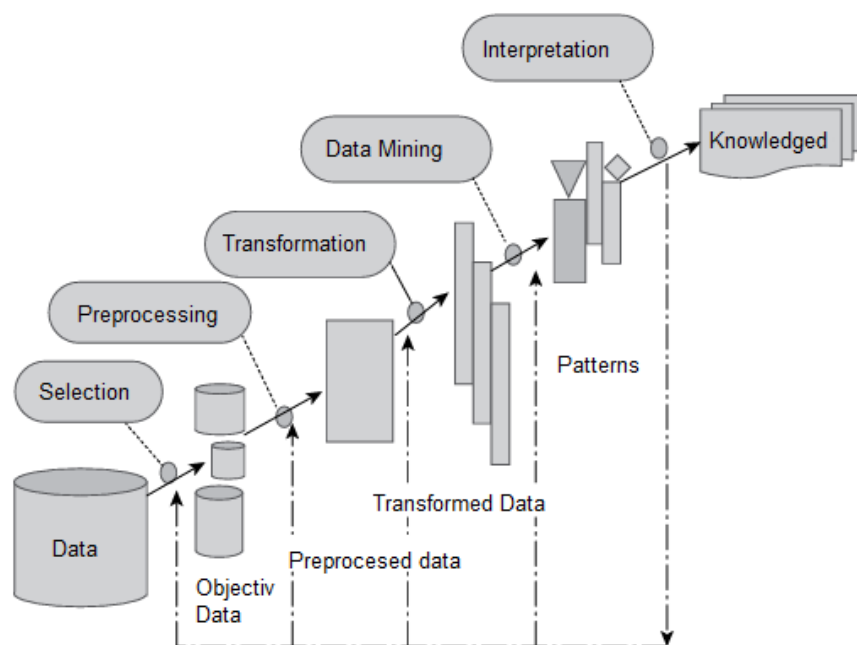 Interpretation
Knowledged
Data Mining
Transformation
Preprocessing
Patterns
Selection
Transformed Data
Data
Preprocesed data
Objectiv
Data